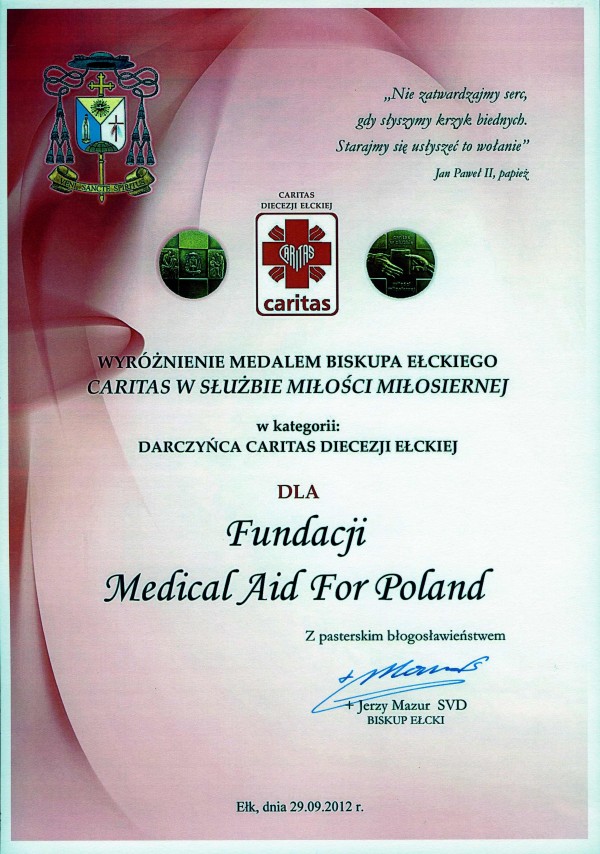 „Nie zatwardzajmy serc,
gdy słyszymy krzyk biednych.
Starajmy się usłyszeć to wołanie”
Jan Paweł II, papież
VENI SANCTE SPIRITUS
CARITAS
DIECEZJI EŁCKIEJ
CARITAS
caritas
WYRÓŻNIENIE MEDALEM BISKUPA EŁCKIEGO
CARITAS W SŁUŻBIE MIŁOŚCI MIŁOSIERNEJ
w kategorii:
DARCZYŃCA CARITAS DIECEZJI EŁCKIEJ
DLA
Fundacji
Medical Aid For Poland
Z pasterskim błogosławieństwem
+ Jerzy Mazur SVD
BISKUP EŁCKI
Ełk, dnia 29.09.2012 r.